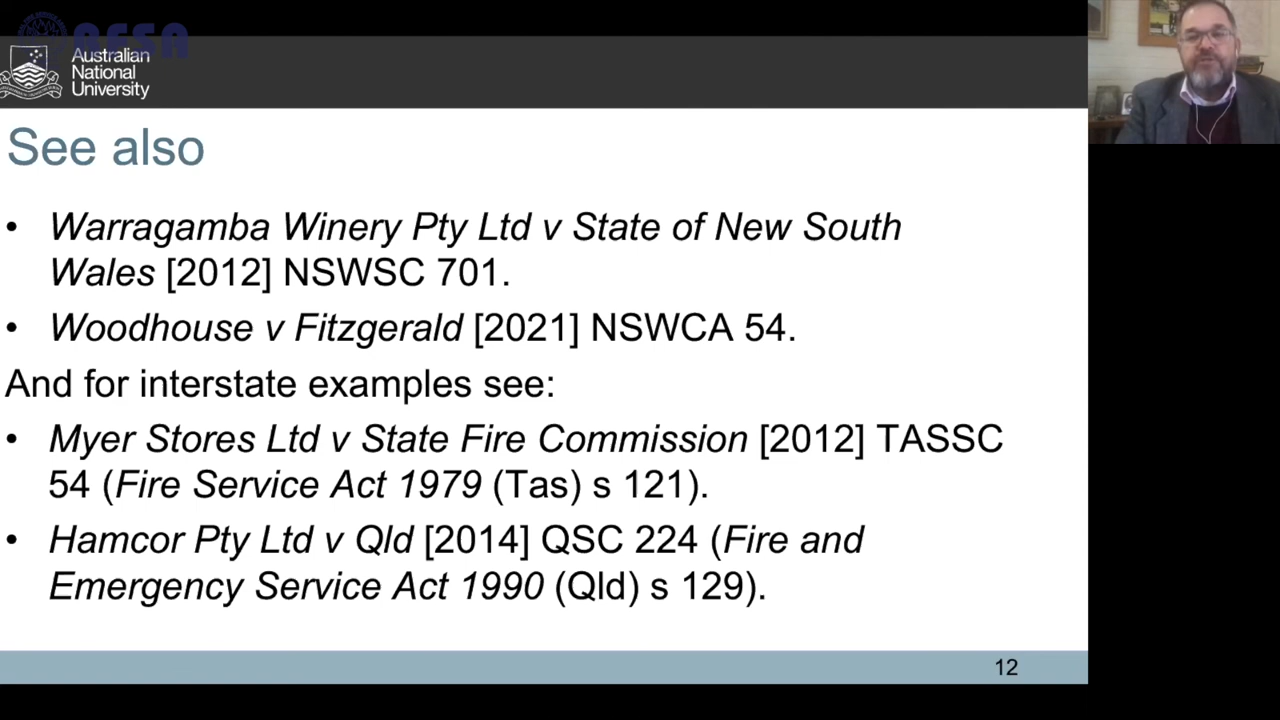 AFSA
Australian
National
University
See also
• Warragamba Winery Pty Ltd v State of New South
Wales [2012] NSWSC 701.
• Woodhouse v Fitzgerald [2021] NSWCA 54.
And for interstate examples see:
• Myer Stores Ltd v State Fire Commission [2012] TASSC
54 (Fire Service Act 1979 (Tas) s 121).
• Hamcor Pty Ltd v Qld [2014] QSC 224 (Fire and
Emergency Service Act 1990 (Qld) s 129).
12